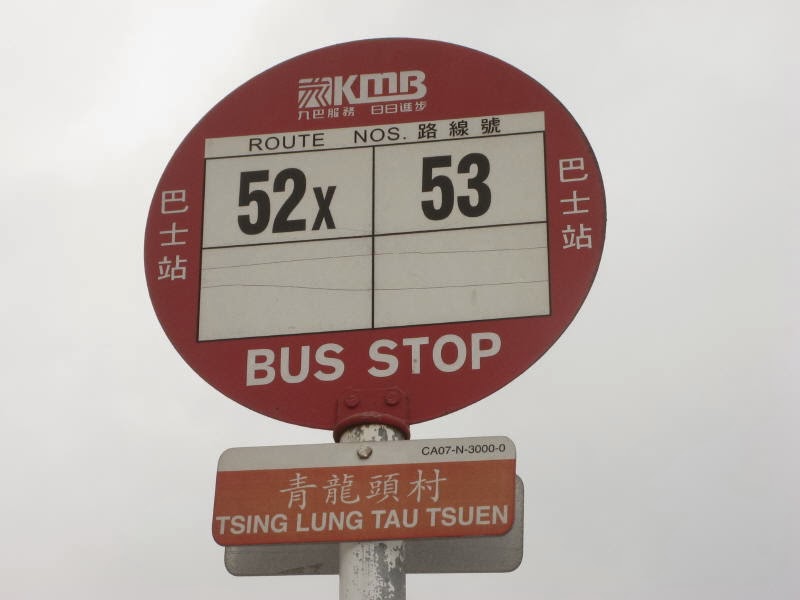 KMB
九巴服務 日日進步
ROUTE NOS. 路線號
52x 53
巴士站
巴士站
BUS STOP
CA07-N-3000-0
青龍頭村
TSING LUNG TAU TSUEN